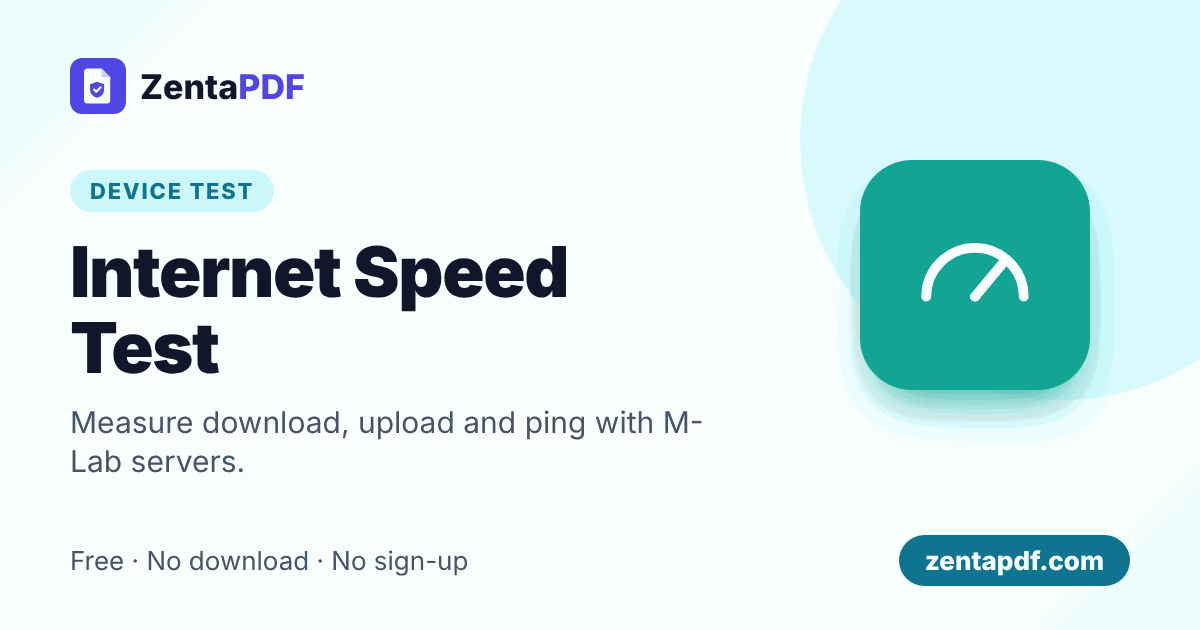 ZentaPDF
DEVICE TEST
Internet Speed
Test
Measure download, upload and ping with M-
Lab servers.
Free · No download · No sign-up
zentapdf.com